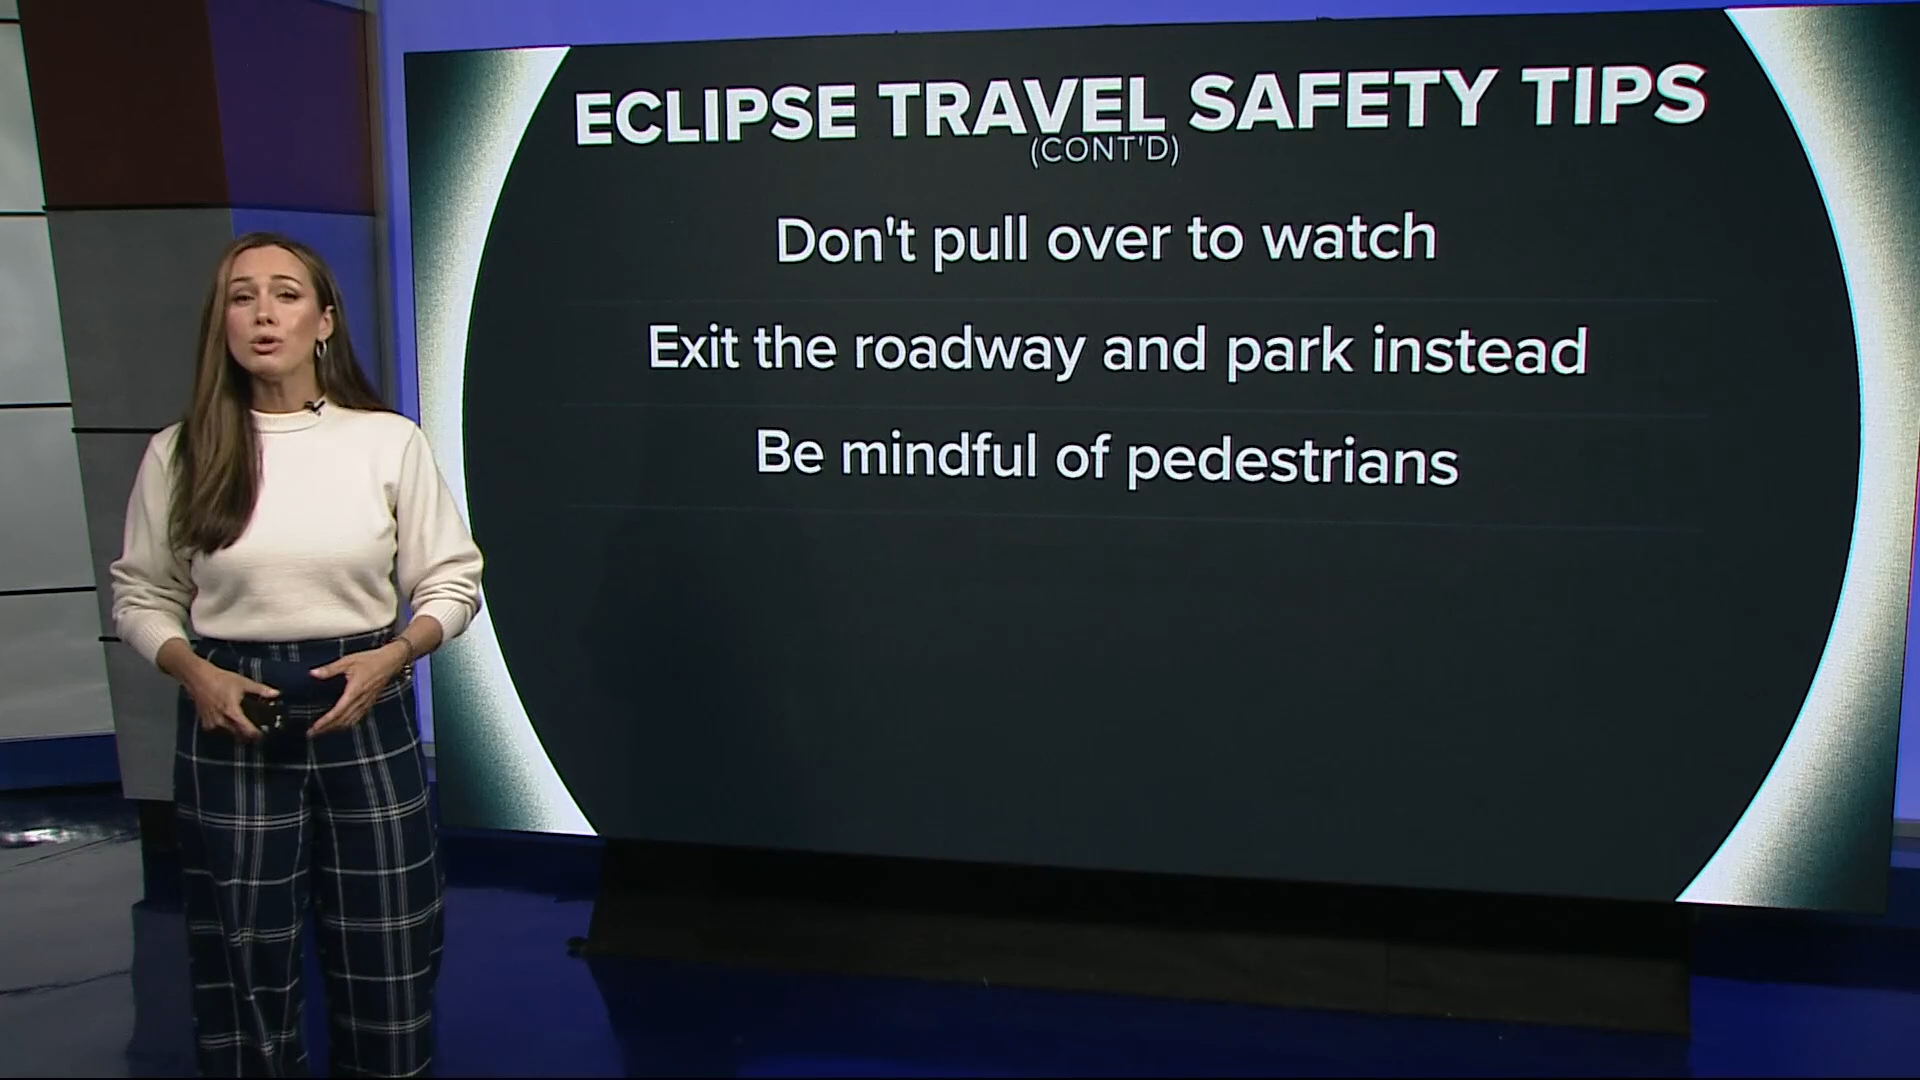 ECLIPSE TRAVEL SAFETY TIPS
(CONT'D)
Don't pull over to watch
Exit the roadway and park instead
Be mindful of pedestrians